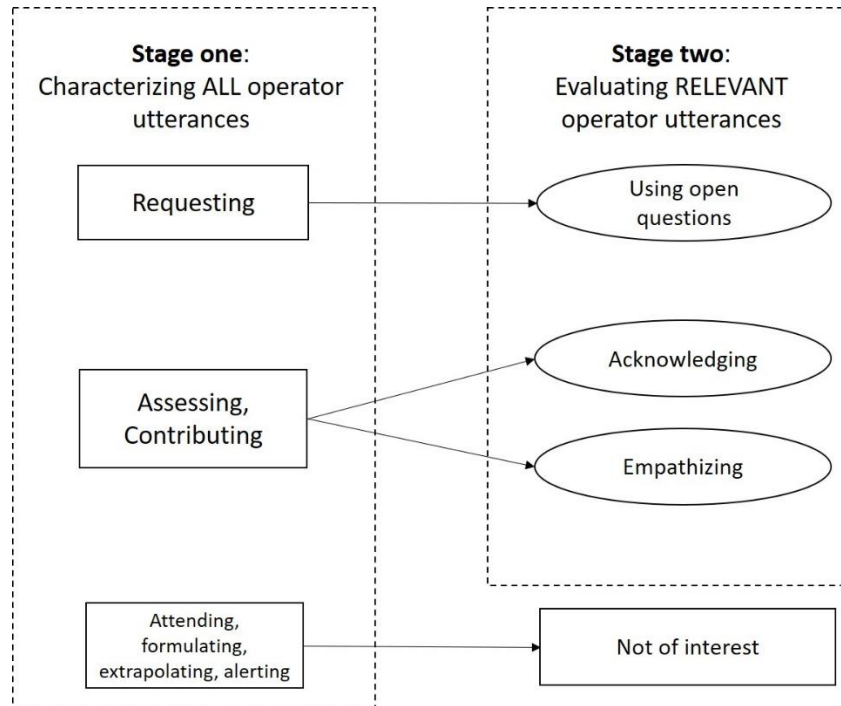 Stage one:
Characterizing ALL operator
utterances
Requesting
Assessing,
Contributing
Attending,
formulating,
extrapolating, alerting
Stage two:
Evaluating RELEVANT
operator utterances
Using open
questions
Acknowledging
Empathizing
Not of interest